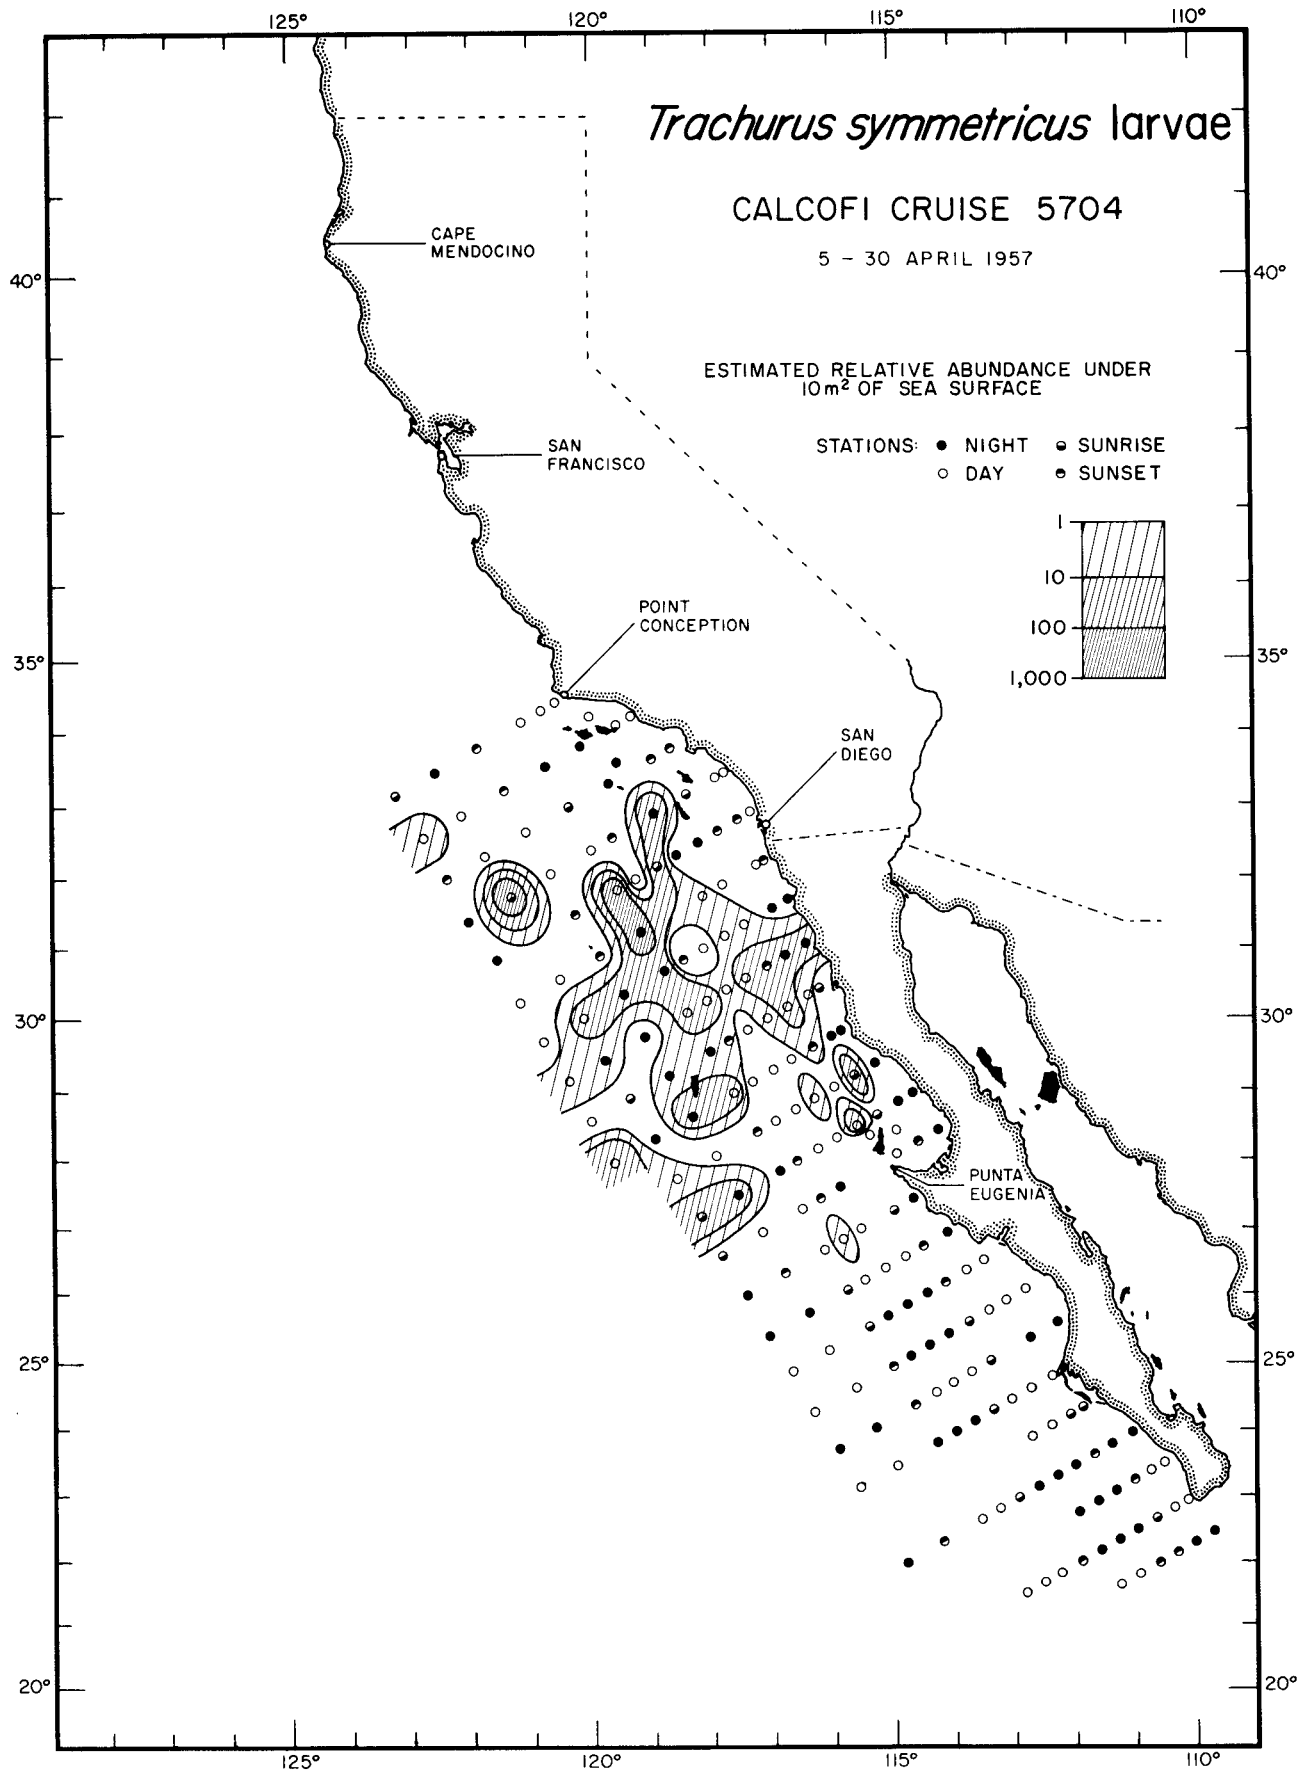 125° 120° 115° 110°
Trachurus symmetricus larvae
CALCOFI CRUISE 5704
5 – 30 APRIL 1957
CAPE
MENDOCINO
40° 40°
ESTIMATED RELATIVE ABUNDANCE UNDER
10m² OF SEA SURFACE
STATIONS: ● NIGHT ◒ SUNRISE
○ DAY ◓ SUNSET
SAN
FRANCISCO
1
10
100
1,000
POINT
CONCEPTION
35° 35°
SAN
DIEGO
30° 30°
PUNTA
EUGENIA
25° 25°
20° 20°
125° 120° 115° 110°